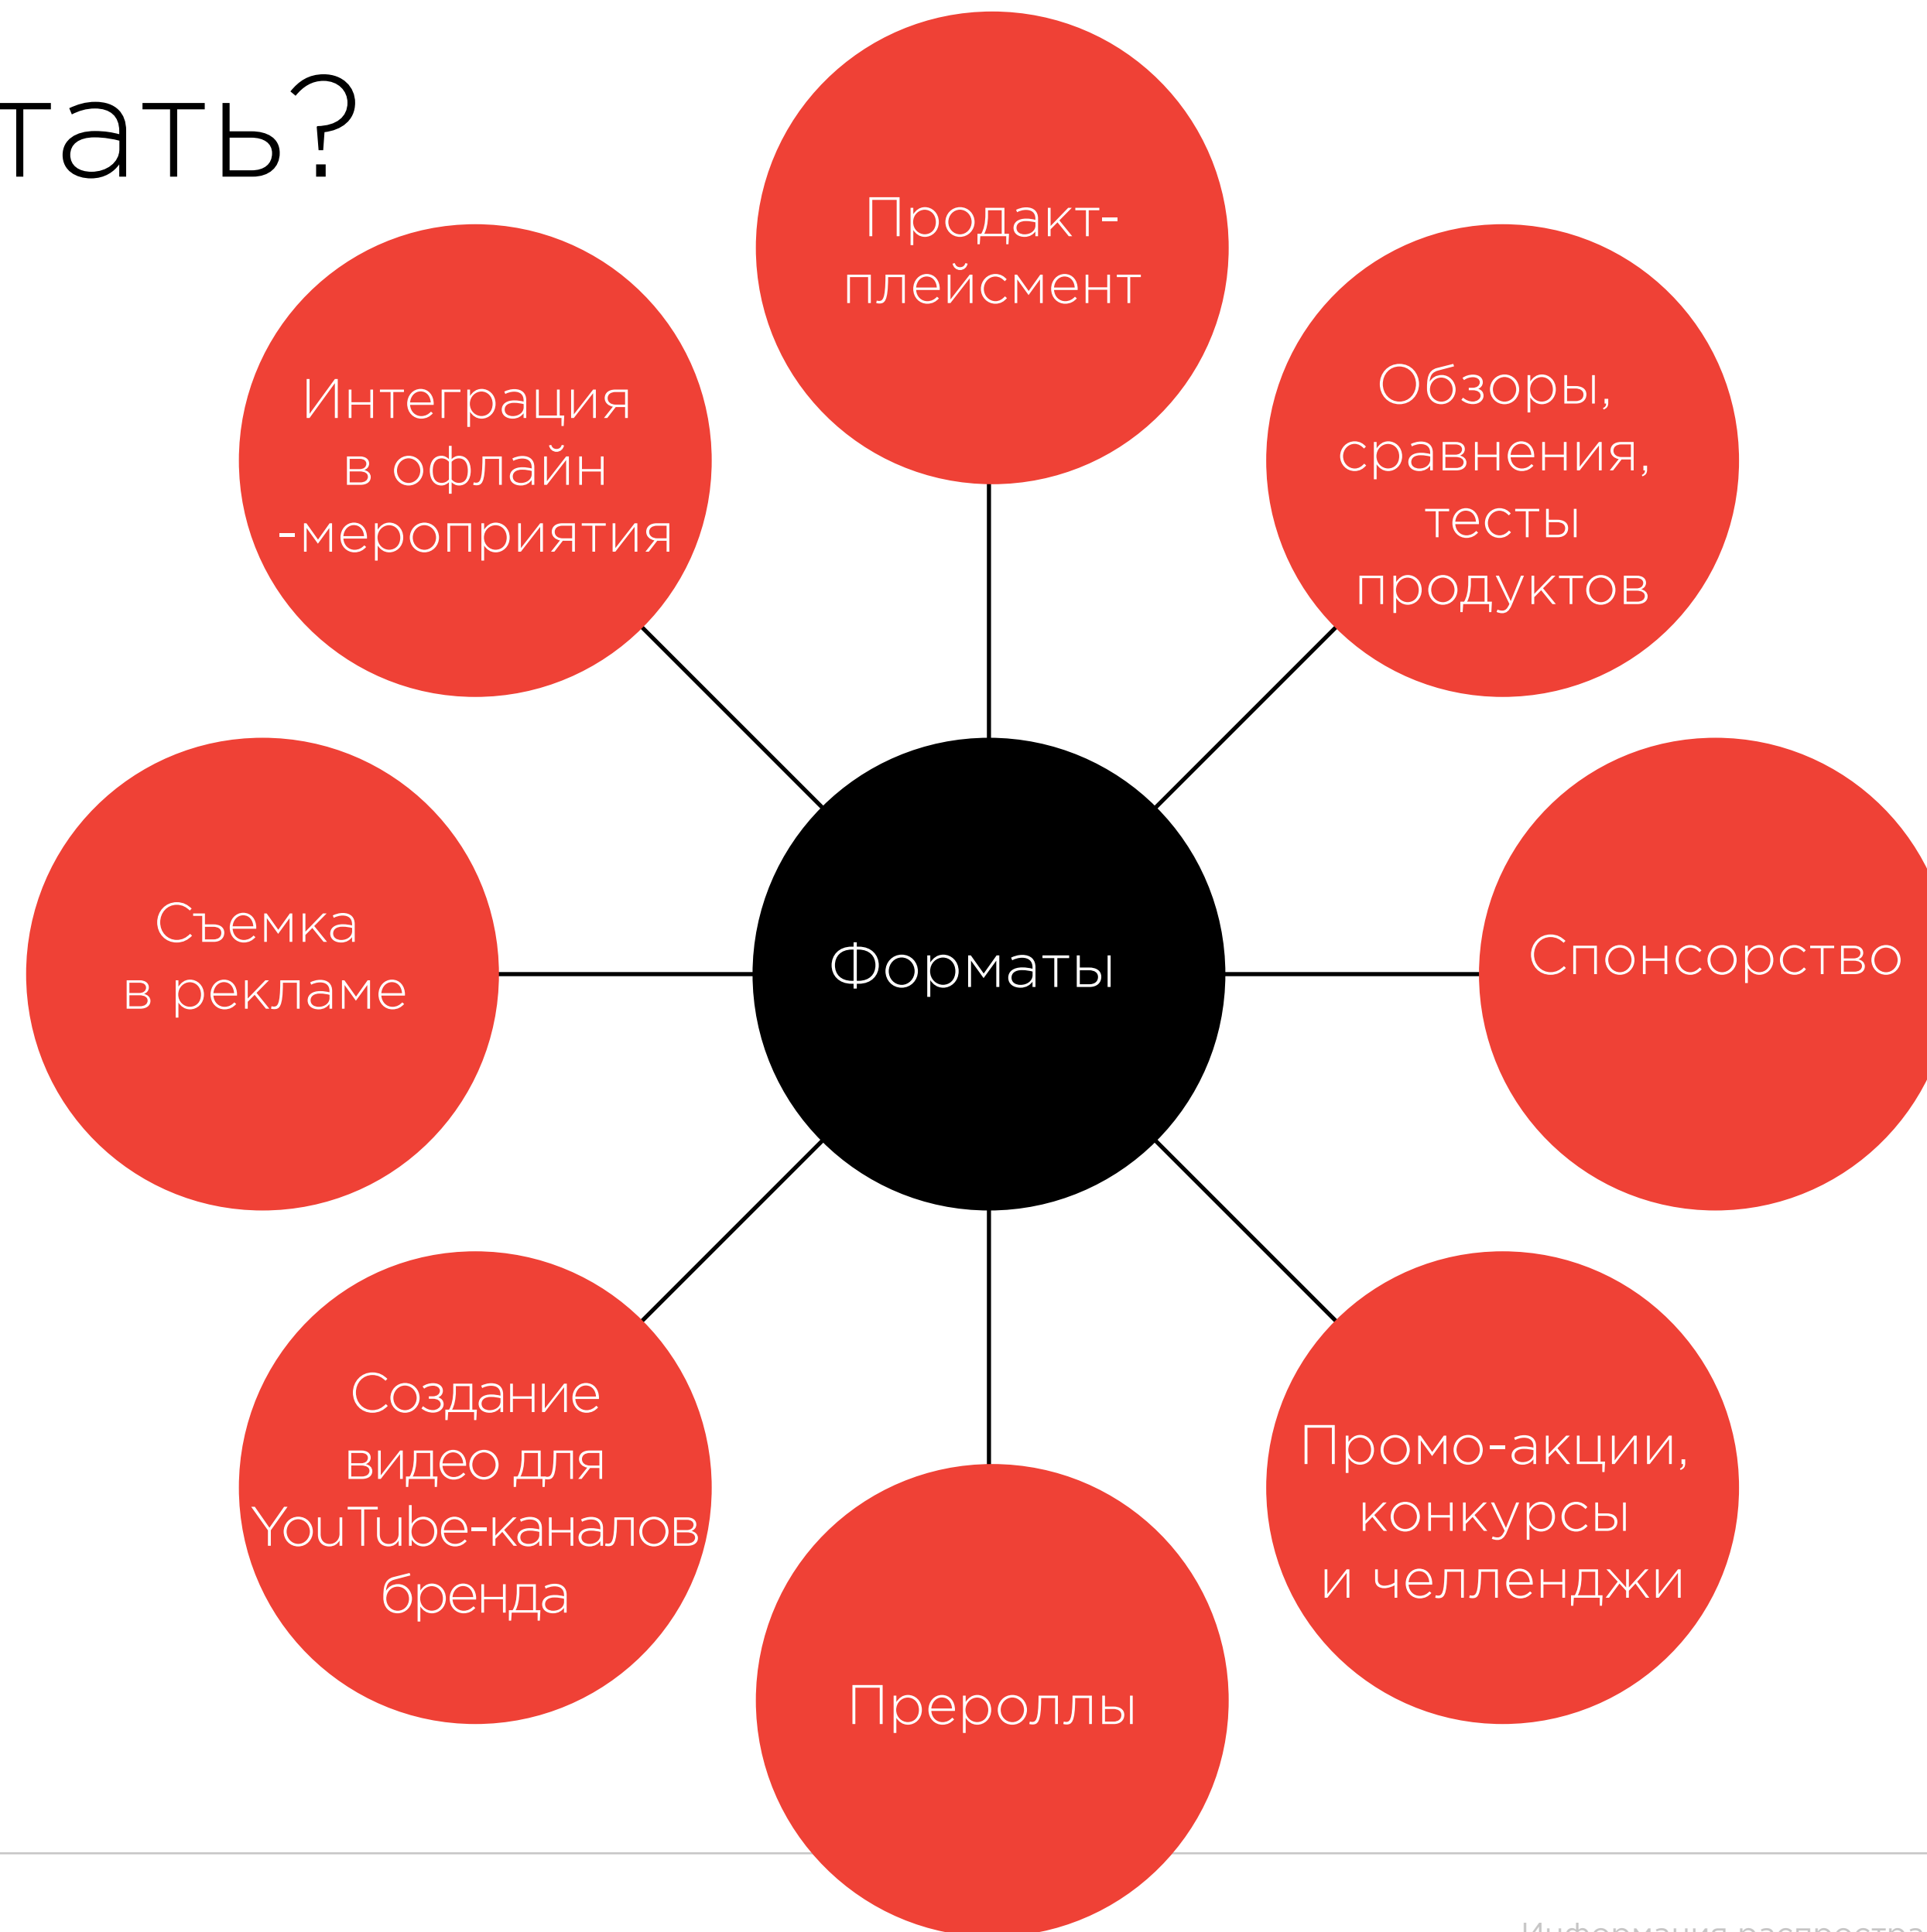 тать?
Продакт-
плейсмент
Обзоры,
сравнения,
тесты
продуктов
Спонсорство
Промо-акции,
конкурсы
и челленджи
Прероллы
Создание
видео для
YouTube-каналов
бренда
Съемка
в рекламе
Интеграция
в офлайн
-мероприятия
Форматы
Информация